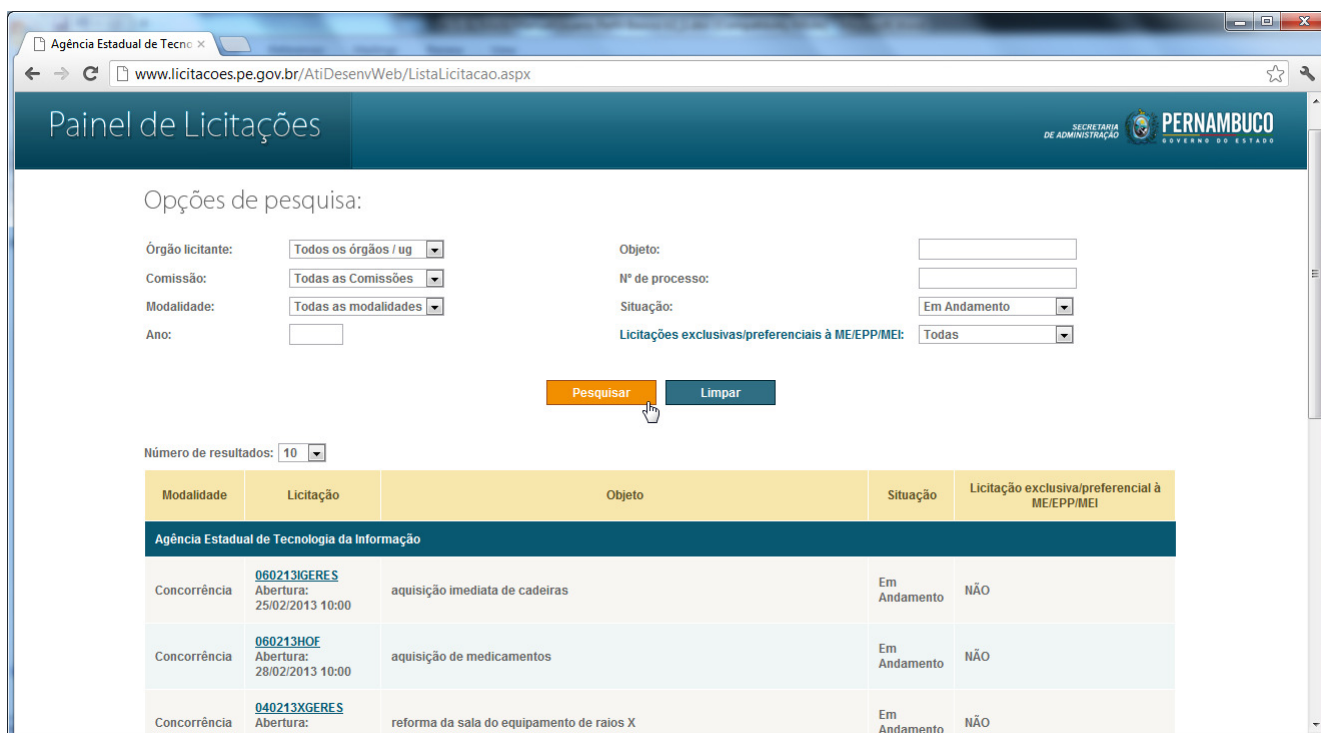 Agência Estadual de Tecno
www.licitacoes.pe.gov.br/AtiDesenvWeb/ListaLicitacao.aspx
Painel de Licitações
SECRETARIA
DE ADMINISTRAÇÃO
PERNAMBUCO
GOVERNO DO ESTADO
Opções de pesquisa:
Órgão licitante: Todos os órgãos / ug Objeto:
Comissão: Todas as Comissões Nº de processo:
Modalidade: Todas as modalidades Situação: Em Andamento
Ano: Licitações exclusivas/preferenciais à ME/EPP/MEI: Todas
Pesquisar Limpar
Número de resultados: 10
Modalidade Licitação Objeto Situação Licitação exclusiva/preferencial à
ME/EPP/MEI
Agência Estadual de Tecnologia da Informação
060213IGERES
Concorrência Abertura: aquisição imediata de cadeiras Em
Andamento NÃO
25/02/2013 10:00
060213HOF
Concorrência Abertura: aquisição de medicamentos Em
Andamento NÃO
28/02/2013 10:00
040213XGERES
Concorrência Abertura: reforma da sala do equipamento de raios X Em
Andamento NÃO